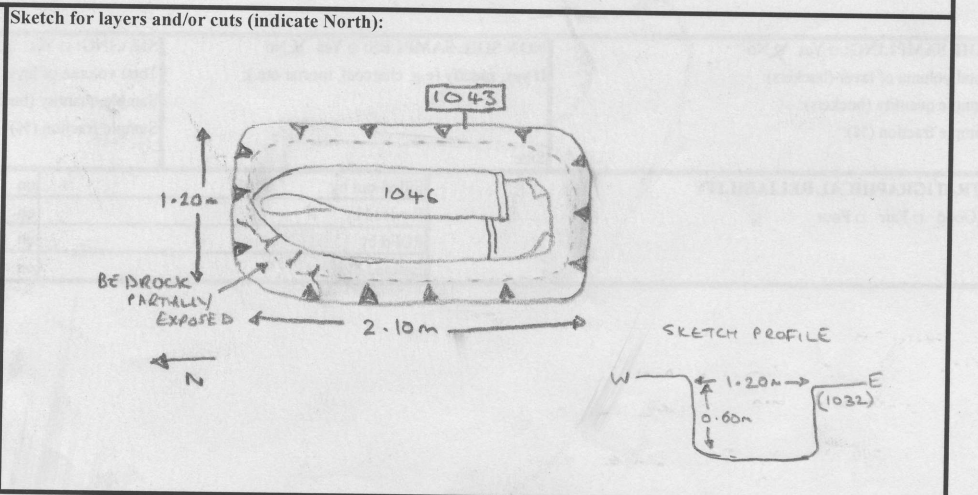 Sketch for layers and/or cuts (indicate North):
1043
1046
1.20m
BEDROCK
PARTIALLY
EXPOSED
2.10m
N
SKETCH PROFILE
W
1.20m
E
(1032)
0.60m